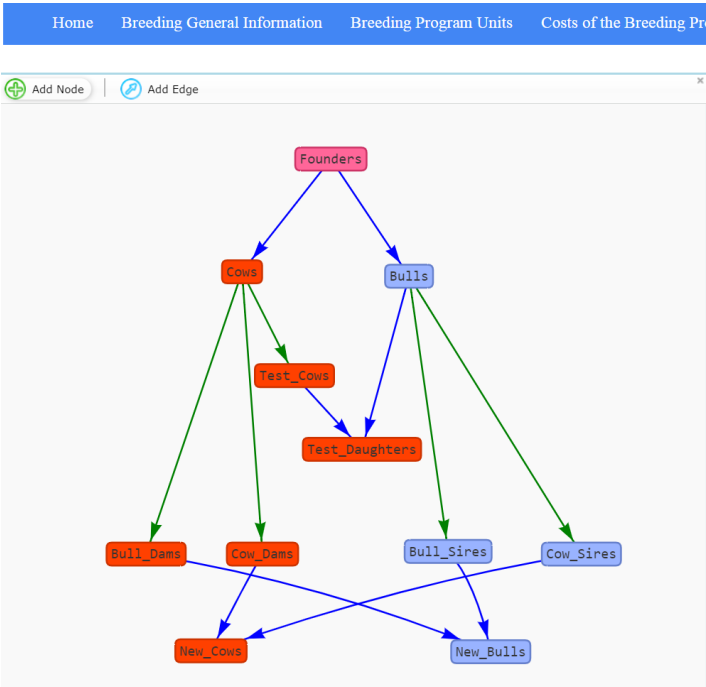 Home Breeding General Information Breeding Program Units Costs of the Breeding
Add Node Add Edge
Founders
Cows Bulls
Test_Cows
Test_Daughters
Bull_Dams Cow_Dams Bull_Sires Cow_Sires
New_Cows New_Bulls